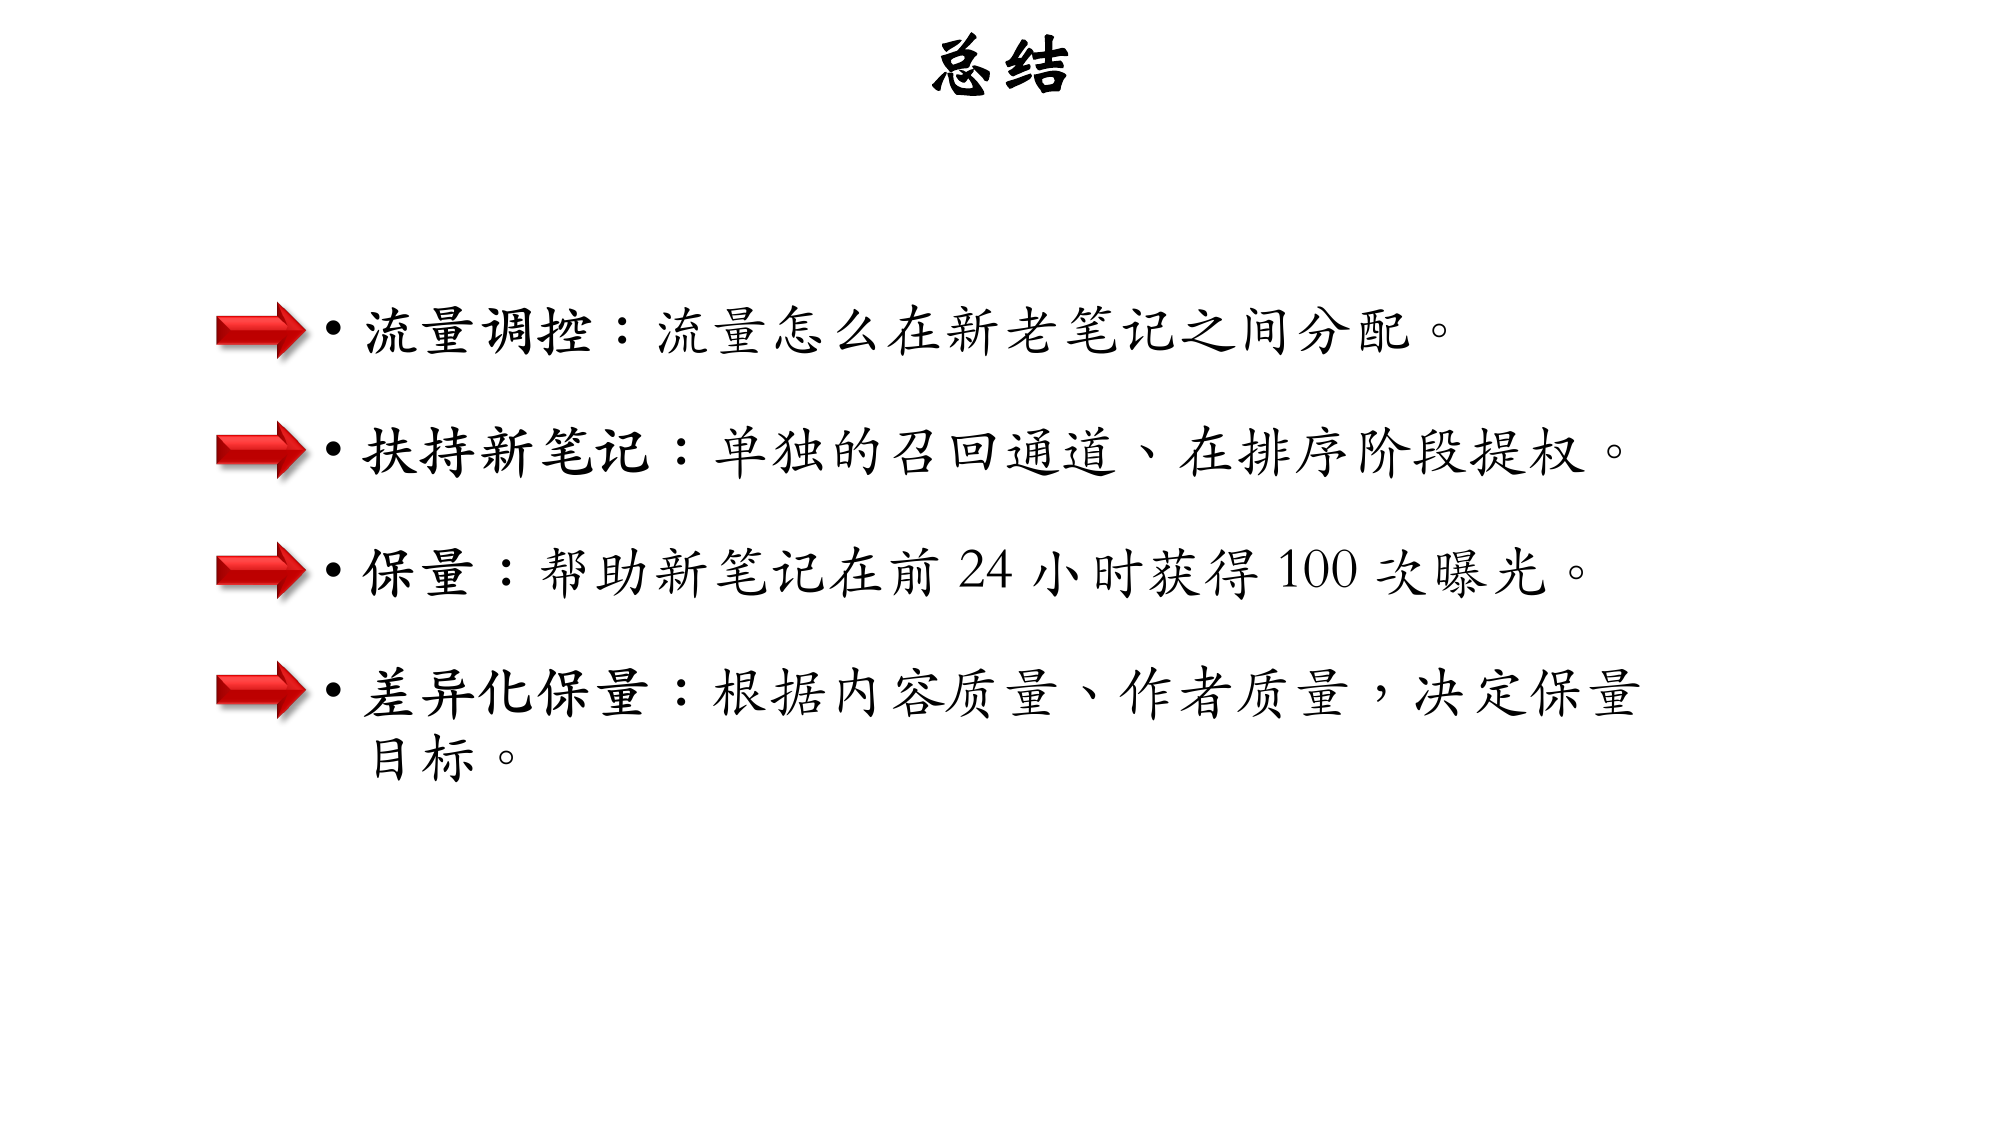 总结
• 流量调控：流量怎么在新老笔记之间分配。
• 扶持新笔记：单独的召回通道、在排序阶段提权。
• 保量：帮助新笔记在前 24 小时获得 100 次曝光。
• 差异化保量：根据内容质量、作者质量，决定保量
目标。